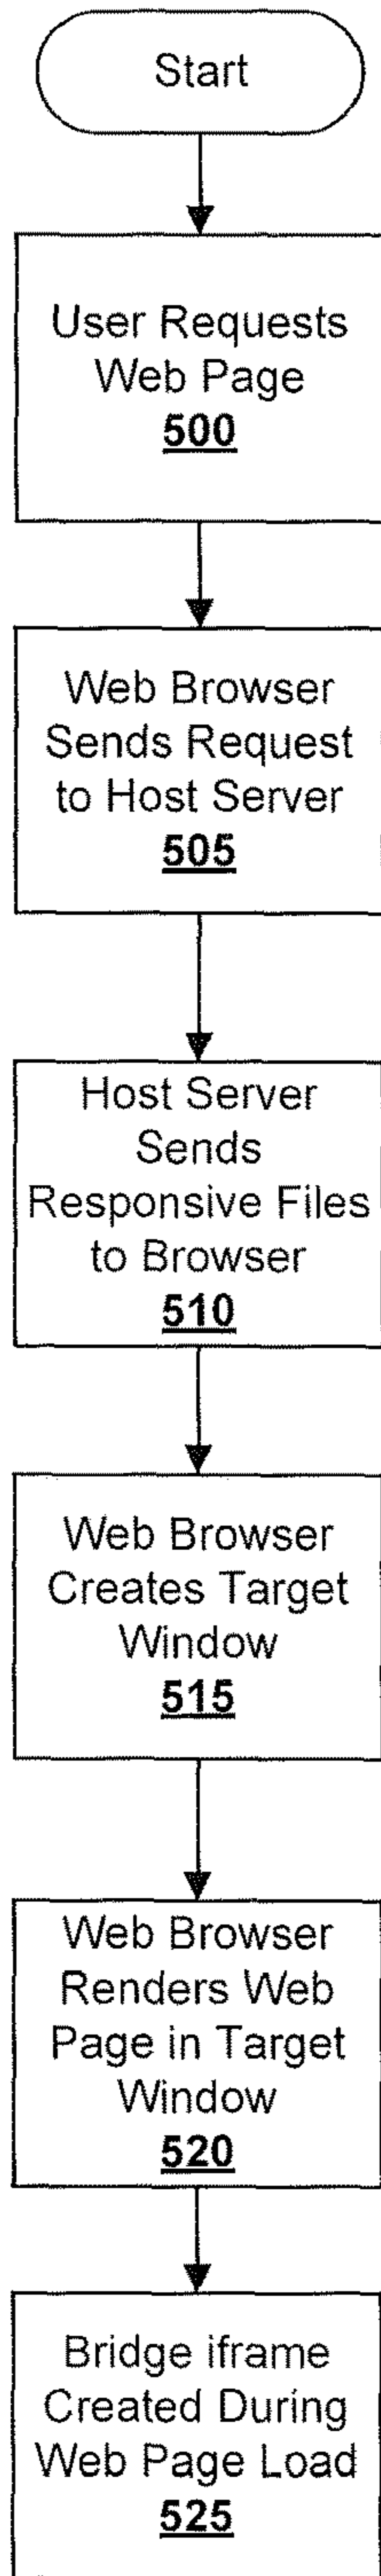 Start
User Requests
Web Page
500
Web Browser
Sends Request
to Host Server
505
Host Server
Sends
Responsive Files
to Browser
510
Web Browser
Creates Target
Window
515
Web Browser
Renders Web
Page in Target
Window
520
Bridge iframe
Created During
Web Page Load
525